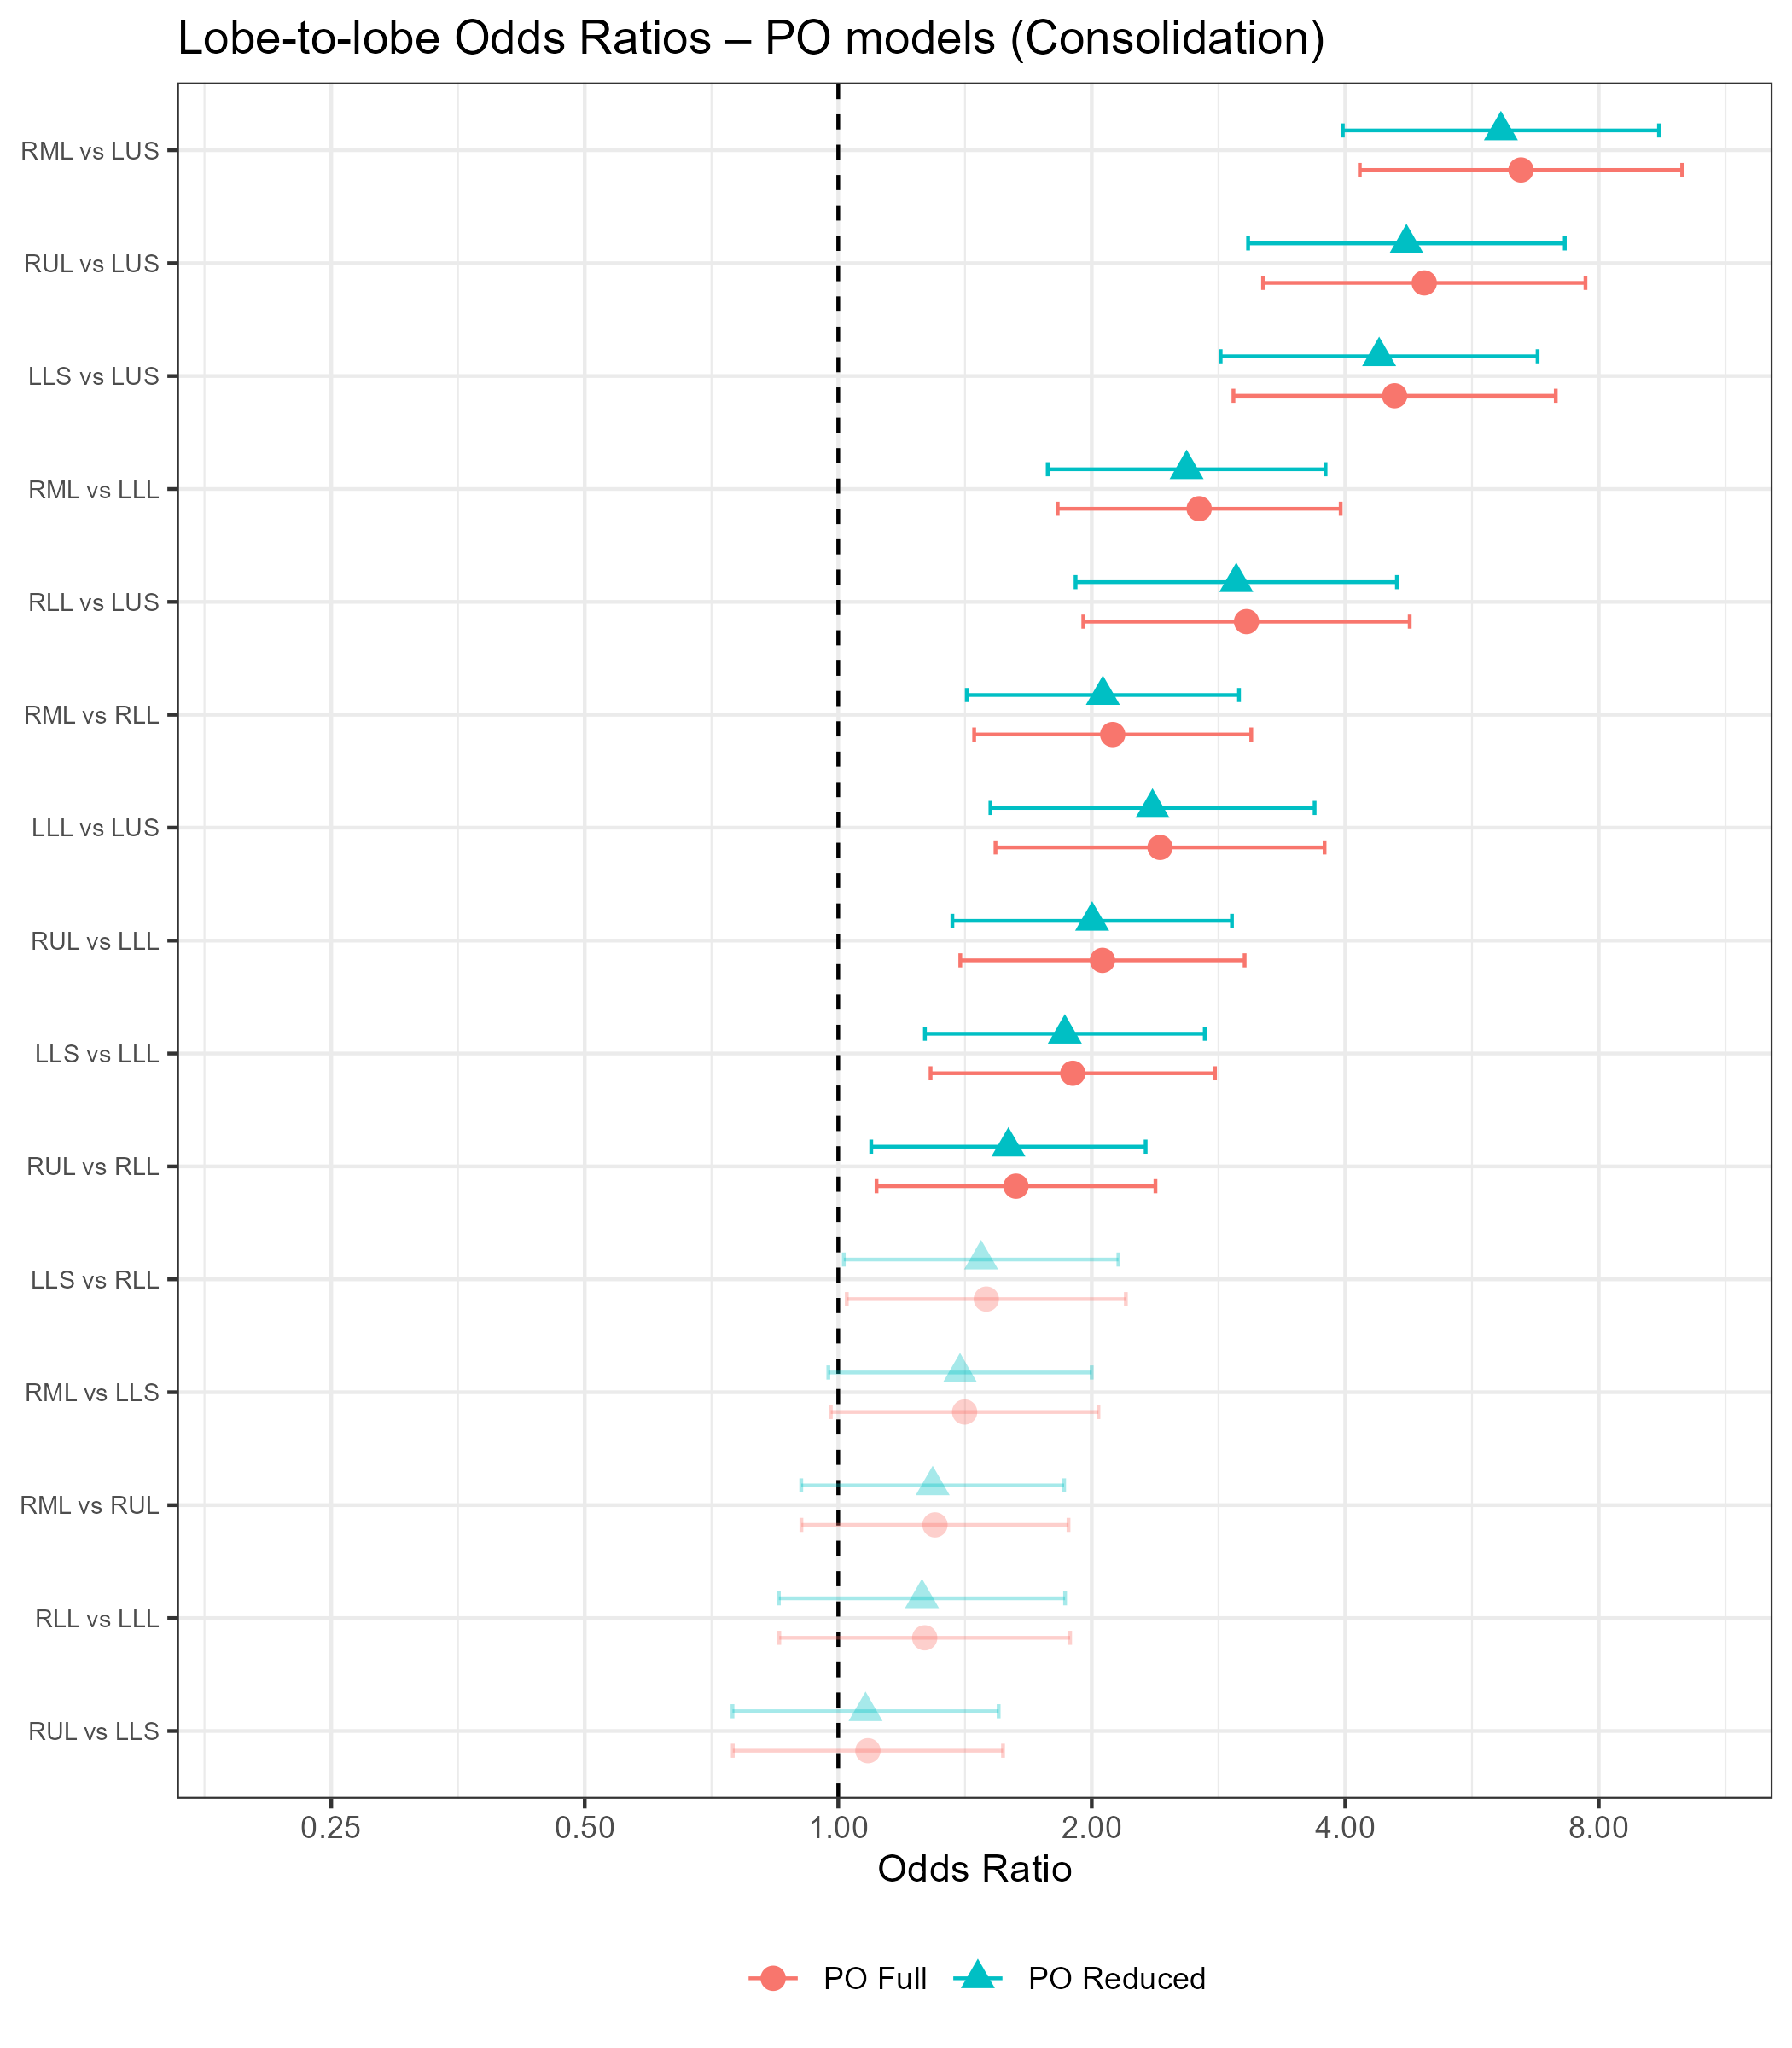 Lobe-to-lobe Odds Ratios – PO models (Consolidation)
RML vs LUS
RUL vs LUS
LLS vs LUS
RML vs LLL
RLL vs LUS
RML vs RLL
LLL vs LUS
RUL vs LLL
LLS vs LLL
RUL vs RLL
LLS vs RLL
RML vs LLS
RML vs RUL
RLL vs LLL
RUL vs LLS
0.25 0.50 1.00 2.00 4.00 8.00
Odds Ratio
PO Full PO Reduced